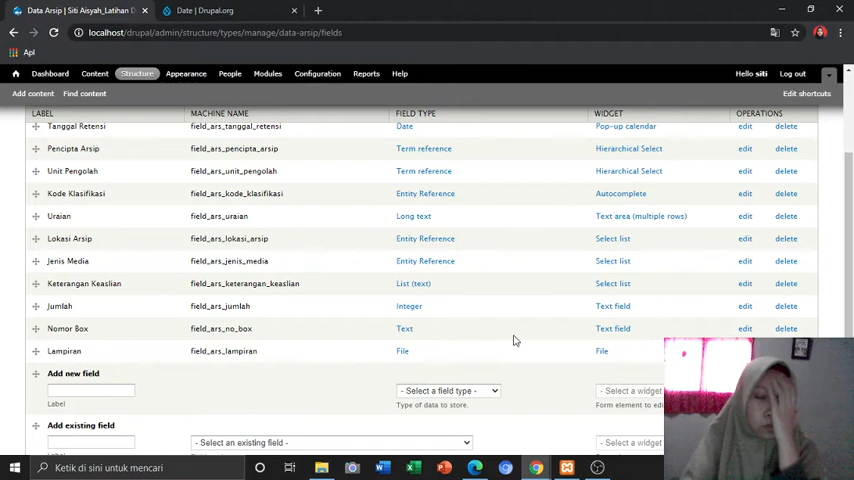 Data Arsip | Siti Aisyah_Latihan D
Date | Drupal.org
localhost/drupal/admin/structure/types/manage/data-arsip/fields
Apl
Dashboard Content Structure Appearance People Modules Configuration Reports Help Hello siti Log out
Add content Find content Edit shortcuts
LABEL MACHINE NAME FIELD TYPE WIDGET OPERATIONS
Tanggal Retensi field_ars_tanggal_retensi Date Pop-up calendar edit delete
Pencipta Arsip field_ars_pencipta_arsip Term reference Hierarchical Select edit delete
Unit Pengolah field_ars_unit_pengolah Term reference Hierarchical Select edit delete
Kode Klasifikasi field_ars_kode_klasifikasi Entity Reference Autocomplete edit delete
Uraian field_ars_uraian Long text Text area (multiple rows) edit delete
Lokasi Arsip field_ars_lokasi_arsip Entity Reference Select list edit delete
Jenis Media field_ars_jenis_media Entity Reference Select list edit delete
Keterangan Keaslian field_ars_keterangan_keaslian List (text) Select list edit delete
Jumlah field_ars_jumlah Integer Text field edit delete
Nomor Box field_ars_no_box Text Text field edit delete
Lampiran field_ars_lampiran File File
Add new field
- Select a field type - - Select a widget
Label Type of data to store. Form element to edi
Add existing field
- Select an existing field - - Select a widg
Ketik di sini untuk mencari